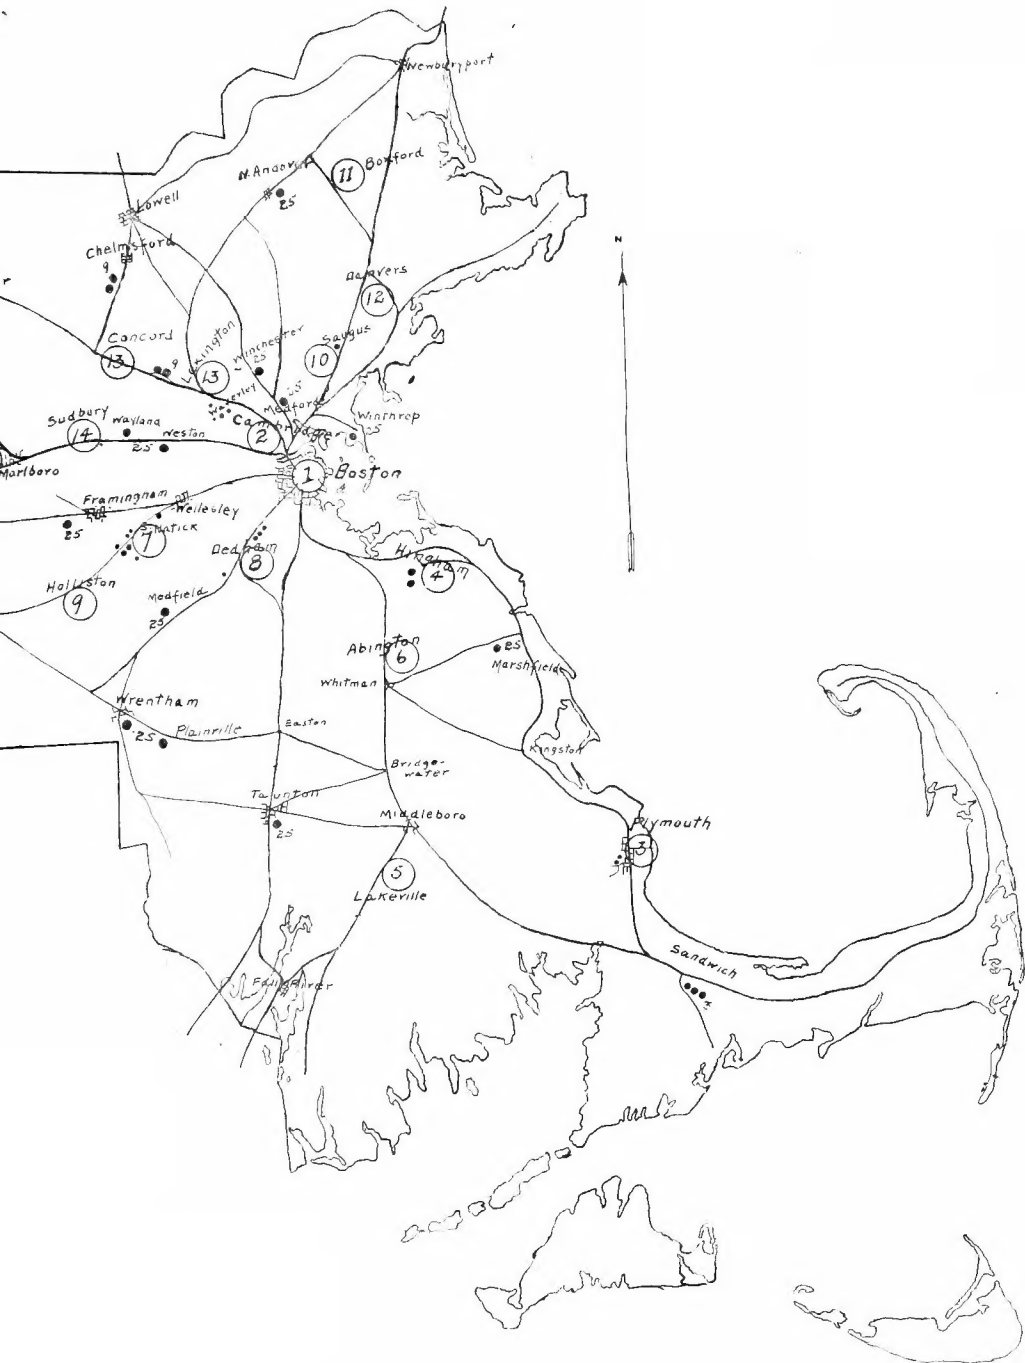 Newburyport
N. Andover
25
11
Boxford
Lowell
Chelmsford
9
N
Danvers
12
Concord
13
9
Lexington
13
Winchester
25
Saugus
10
25
Medford
Cambridge
2
Winthrop
25
Sudbury
14
Wayland
25
Weston
Marlboro
1
Boston
Framingham
25
Wellesley
S. Natick
7
Dedham
8
Hingham
4
Holliston
9
Medfield
25
Abington
6
25
Marshfield
Whitman
Wrentham
25
Plainville
Easton
Kingston
Bridge-
water
Taunton
25
Middleboro
Plymouth
3
5
Lakeville
Sandwich
Fall River